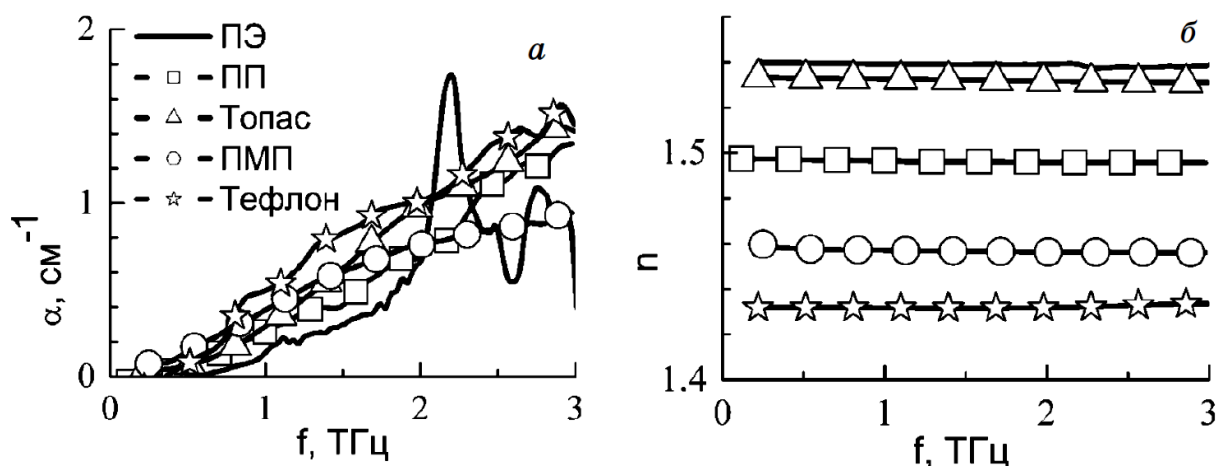 2
1
0
α, см⁻¹
а
ПЭ
ПП
Топас
ПМП
Тефлон
0 1 2 3
f, ТГц
б
1.5
1.4
n
0 1 2 3
f, ТГц